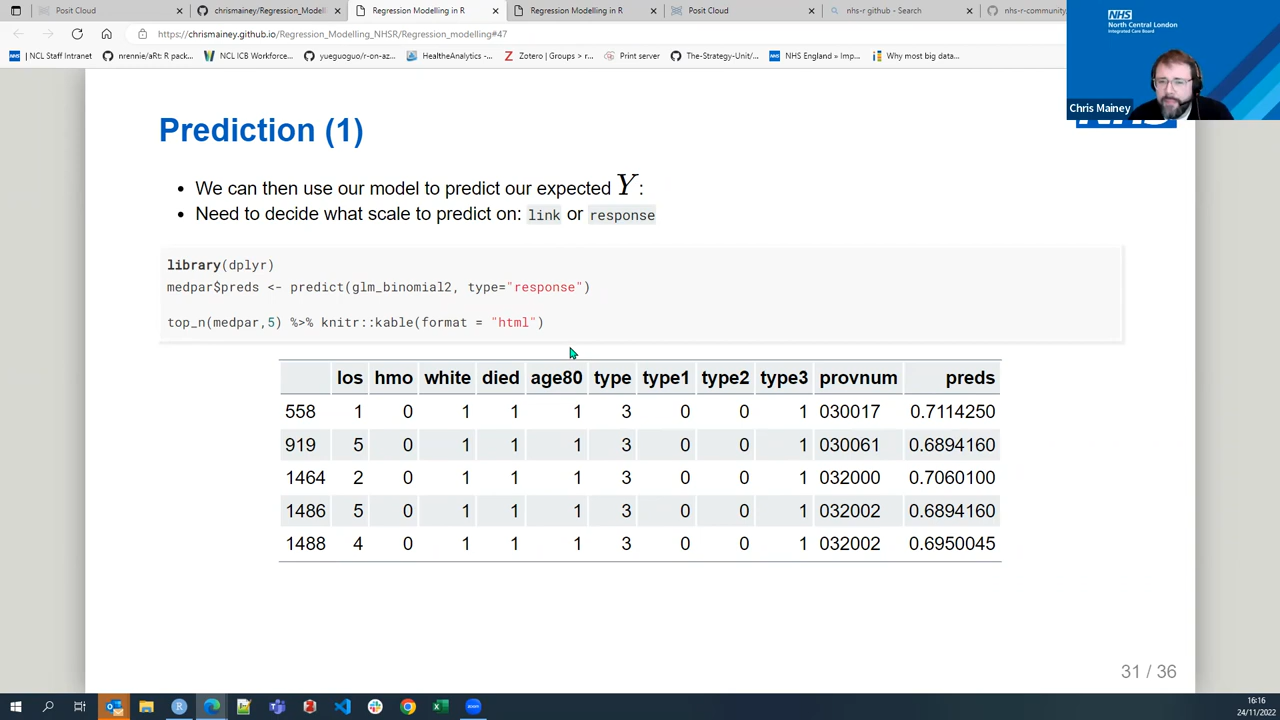 Posit Cloud
chrismainey/Regression_Modell
Regression Modelling in R
Regression Modelling in R
Posit Cloud
nhs-r github - Search
nhs-r-community
https://chrismainey.github.io/Regression_Modelling_NHSR/Regression_modelling#47
| NCL Staff Intranet
nrennie/aRt: R pack...
NCL ICB Workforce...
yueguoguo/r-on-az...
HealtheAnalytics -...
Zotero | Groups > r...
Print server
The-Strategy-Unit/...
NHS England » Imp...
Why most big data...
NHS
North Central London
Integrated Care Board
Chris Mainey
Prediction (1)
• We can then use our model to predict our expected Y:
• Need to decide what scale to predict on: link or response
library(dplyr)
medpar$preds <- predict(glm_binomial2, type="response")
top_n(medpar,5) %>% knitr::kable(format = "html")
los hmo white died age80 type type1 type2 type3 provnum preds
558 1 0 1 1 1 3 0 0 1 030017 0.7114250
919 5 0 1 1 1 3 0 0 1 030061 0.6894160
1464 2 0 1 1 1 3 0 0 1 032000 0.7060100
1486 5 0 1 1 1 3 0 0 1 032002 0.6894160
1488 4 0 1 1 1 3 0 0 1 032002 0.6950045
31 / 36
16:16
24/11/2022